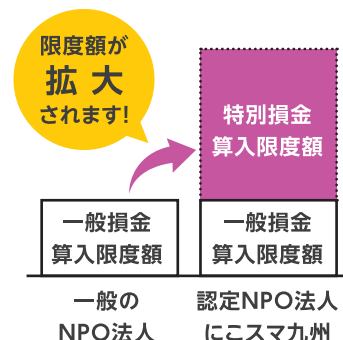 限度額が
拡大
されます!
特別損金
算入限度額
一般損金
算入限度額
一般損金
算入限度額
一般の
NPO法人
認定NPO法人
にこスマ九州